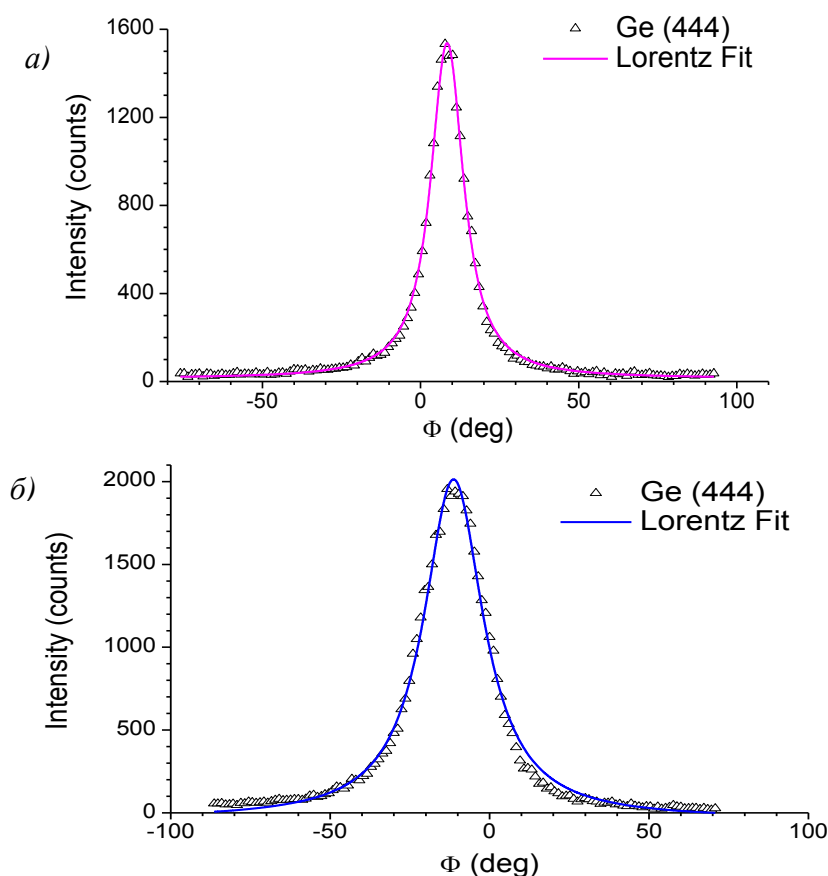 а)
Ge (444)
Lorentz Fit
Intensity (counts)
1600
1200
800
400
0
-50
0
50
100
Φ (deg)
б)
Ge (444)
Lorentz Fit
Intensity (counts)
2000
1500
1000
500
0
-100
-50
0
50
100
Φ (deg)